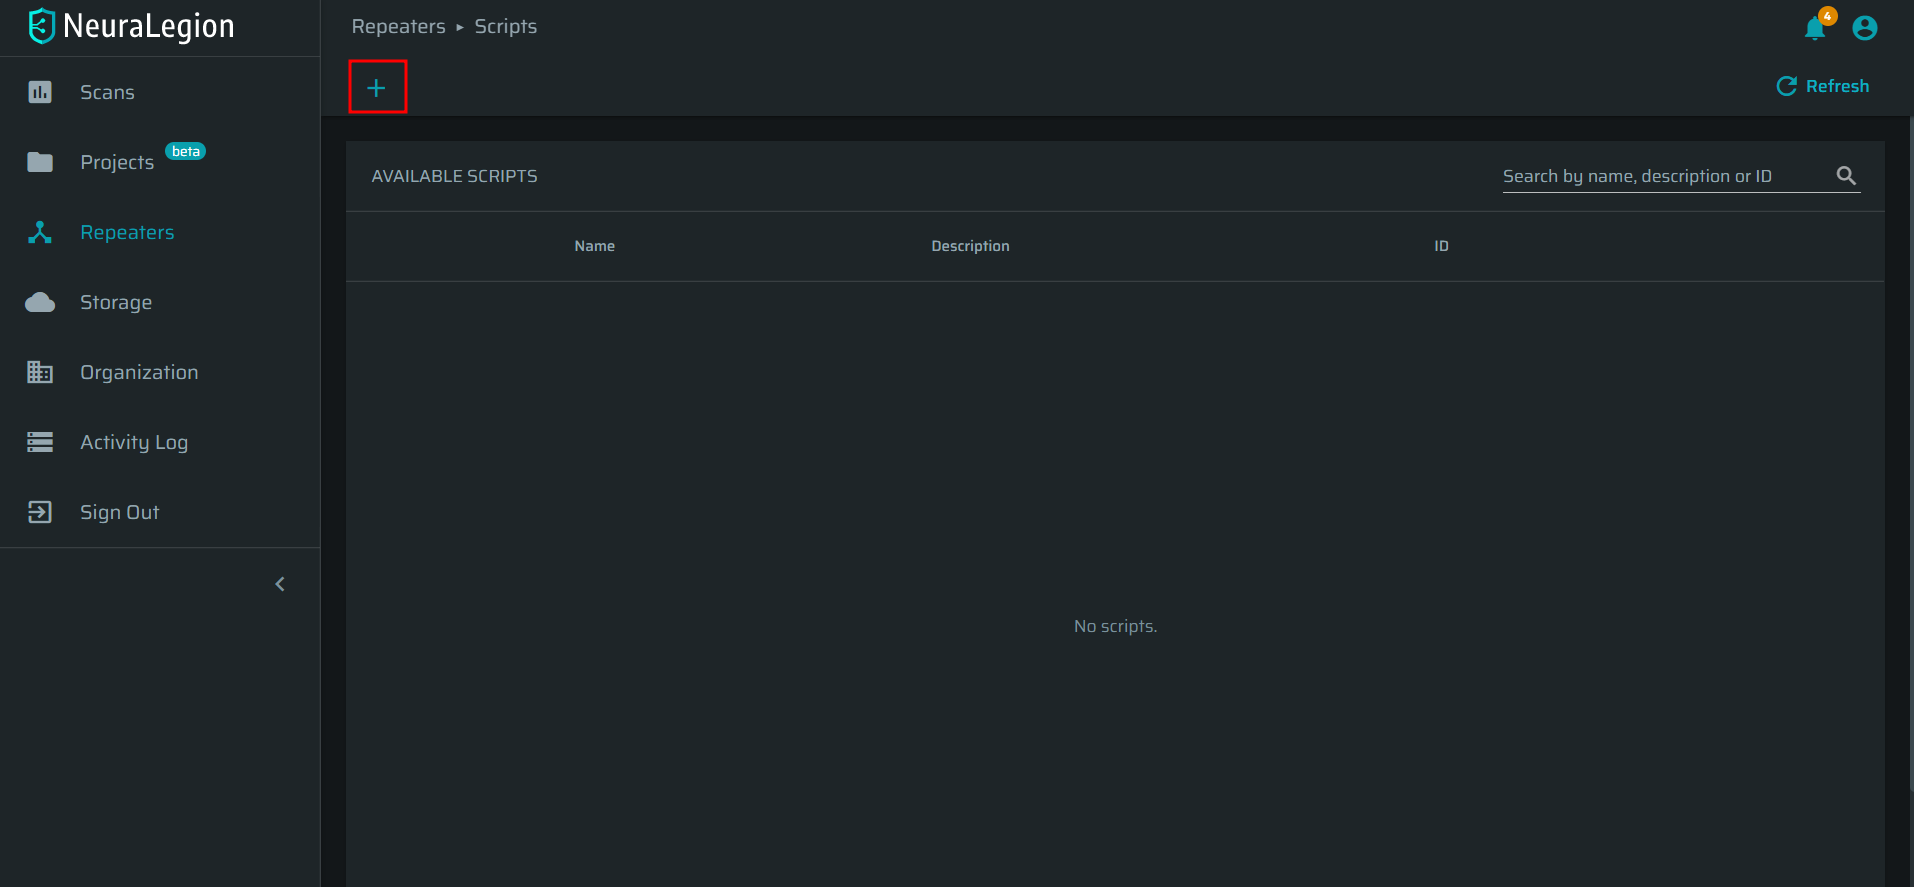 NeuraLegion
Scans
Projects beta
Repeaters
Storage
Organization
Activity Log
Sign Out
Repeaters ▸ Scripts
4
Refresh
AVAILABLE SCRIPTS
Search by name, description or ID
Name Description ID
No scripts.